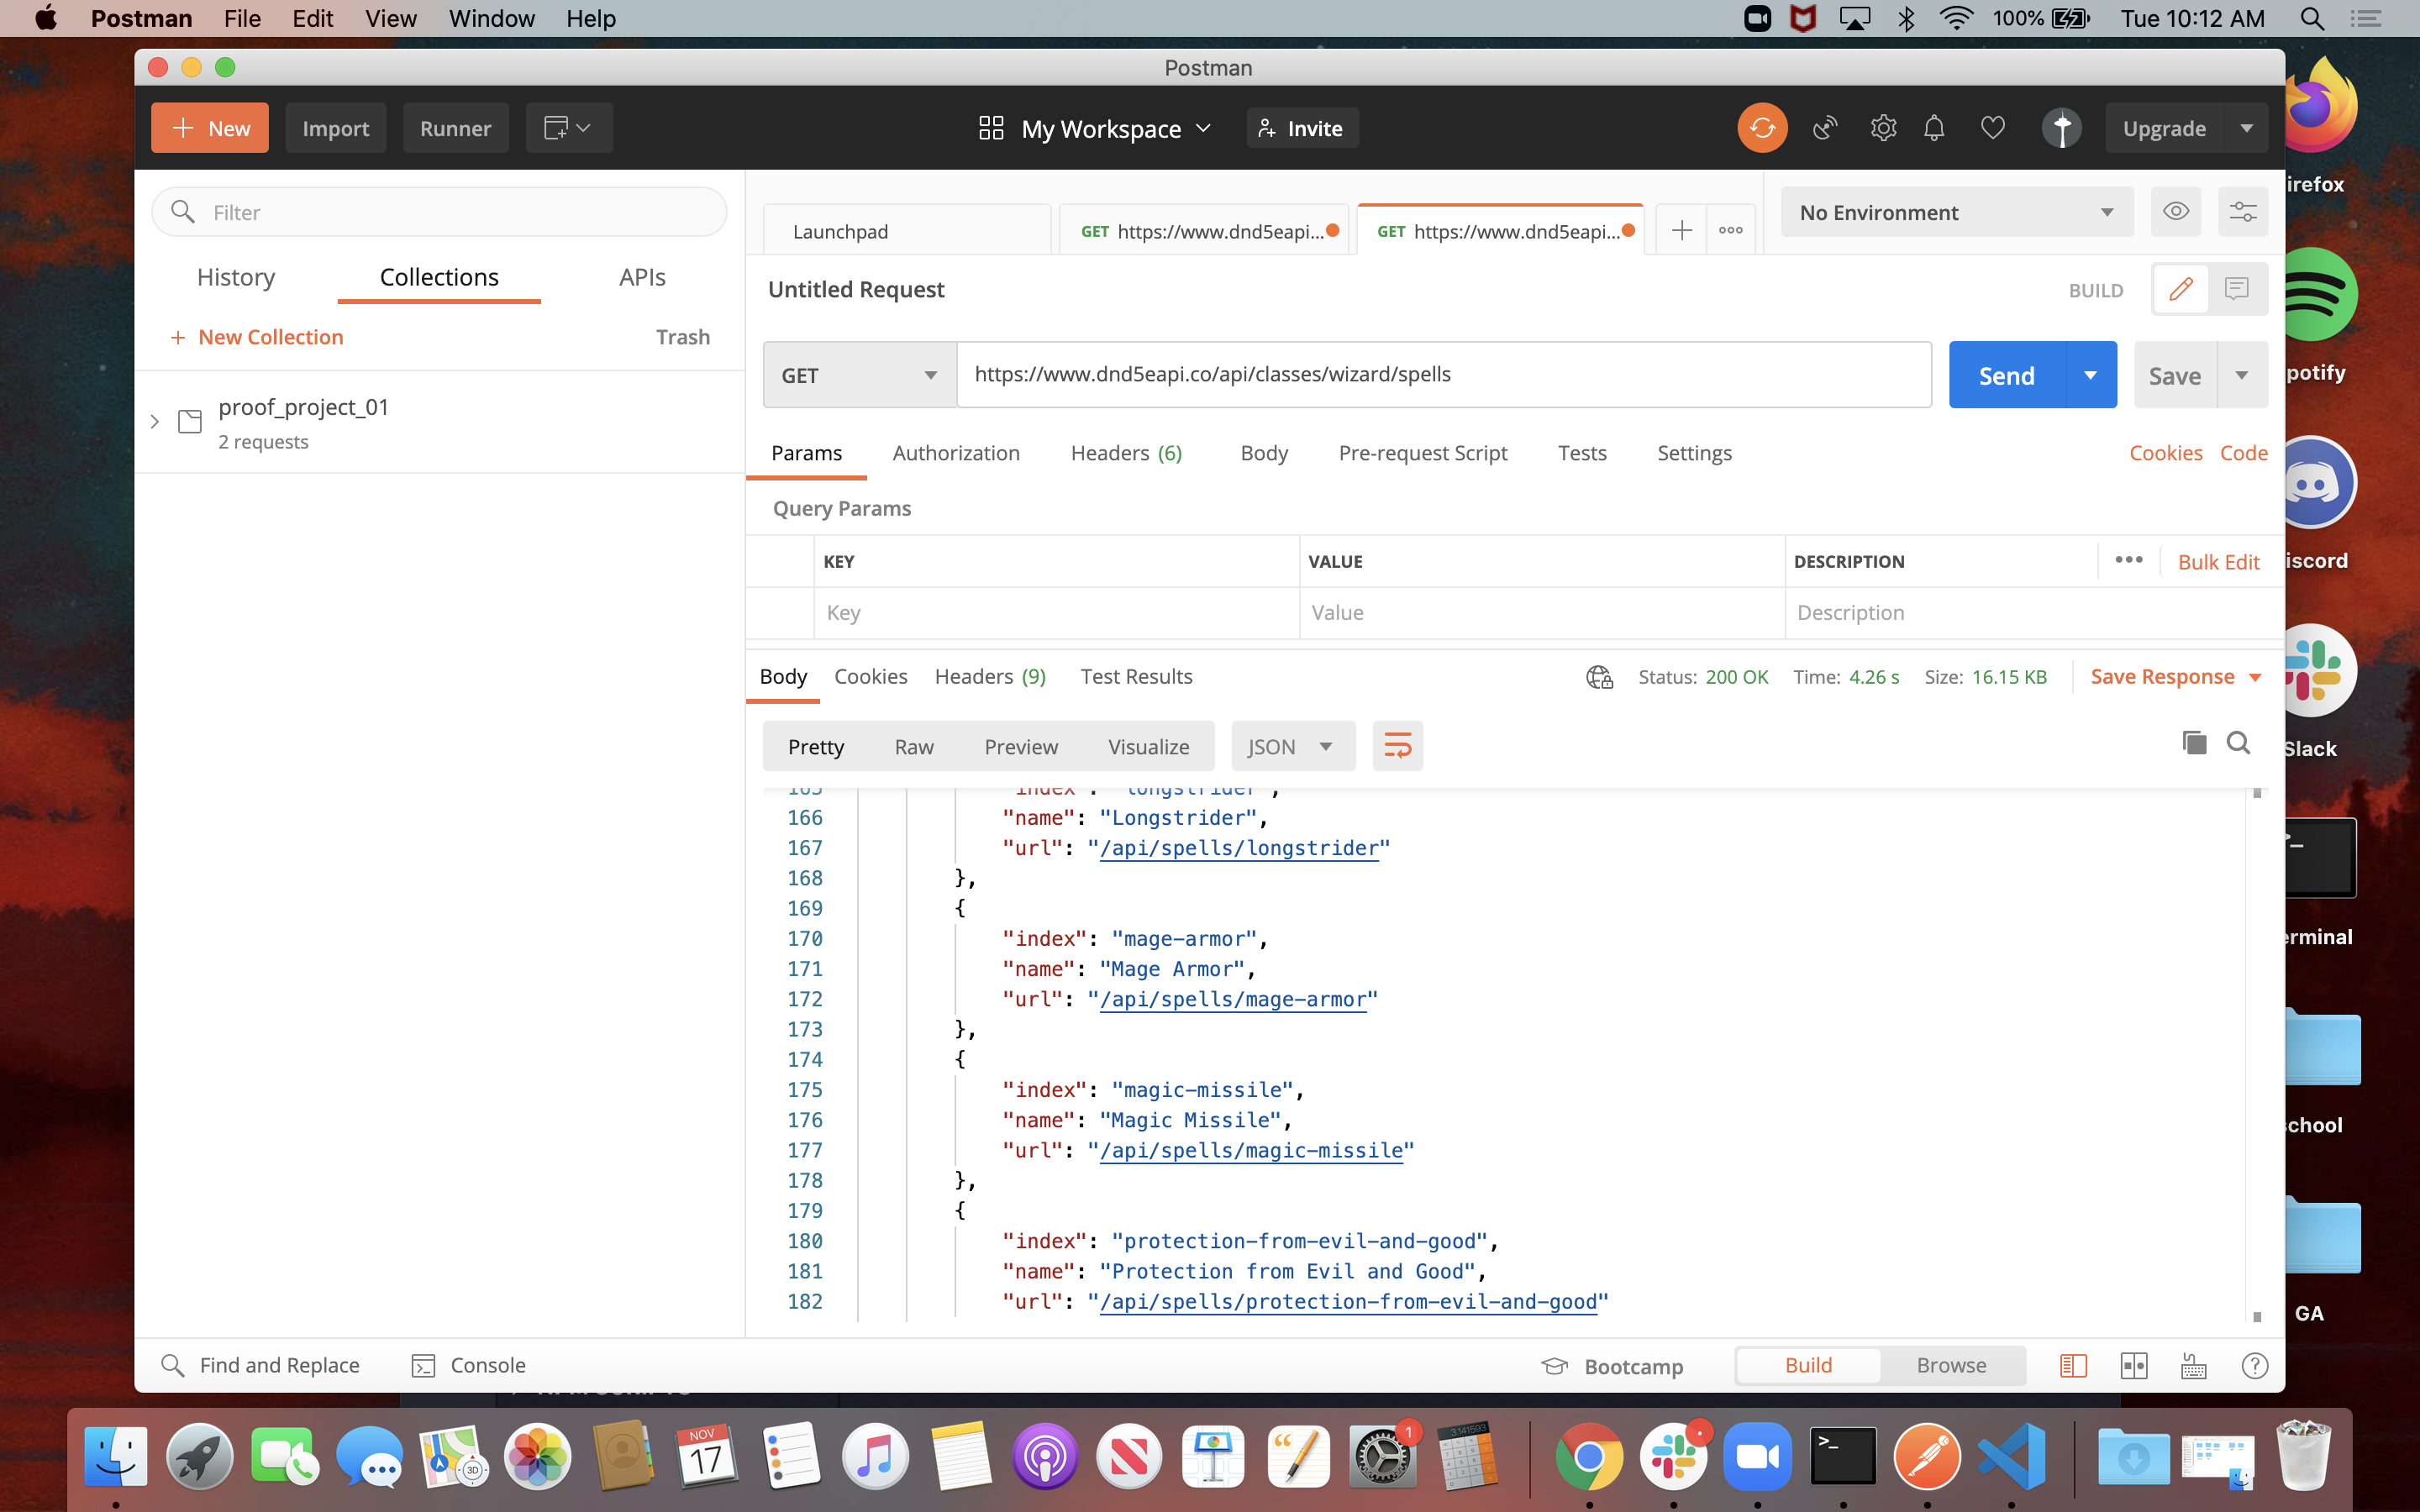 Postman File Edit View Window Help 100% Tue 10:12 AM
Postman
New Import Runner My Workspace Invite Upgrade
Filter
History Collections APIs
New Collection Trash
proof_project_01
2 requests
Launchpad GET https://www.dnd5eapi... GET https://www.dnd5eapi... No Environment
Untitled Request BUILD
GET https://www.dnd5eapi.co/api/classes/wizard/spells Send Save
Params Authorization Headers (6) Body Pre-request Script Tests Settings Cookies Code
Query Params
KEY VALUE DESCRIPTION Bulk Edit
Key Value Description
Body Cookies Headers (9) Test Results Status: 200 OK Time: 4.26 s Size: 16.15 KB Save Response
Pretty Raw Preview Visualize JSON
166 "name": "Longstrider",
167 "url": "/api/spells/longstrider"
168 },
169 {
170 "index": "mage-armor",
171 "name": "Mage Armor",
172 "url": "/api/spells/mage-armor"
173 },
174 {
175 "index": "magic-missile",
176 "name": "Magic Missile",
177 "url": "/api/spells/magic-missile"
178 },
179 {
180 "index": "protection-from-evil-and-good",
181 "name": "Protection from Evil and Good",
182 "url": "/api/spells/protection-from-evil-and-good"
Find and Replace Console Bootcamp Build Browse
irefox
potify
iscord
Slack
erminal
chool
GA
NOV
17
3D
1
3.141593